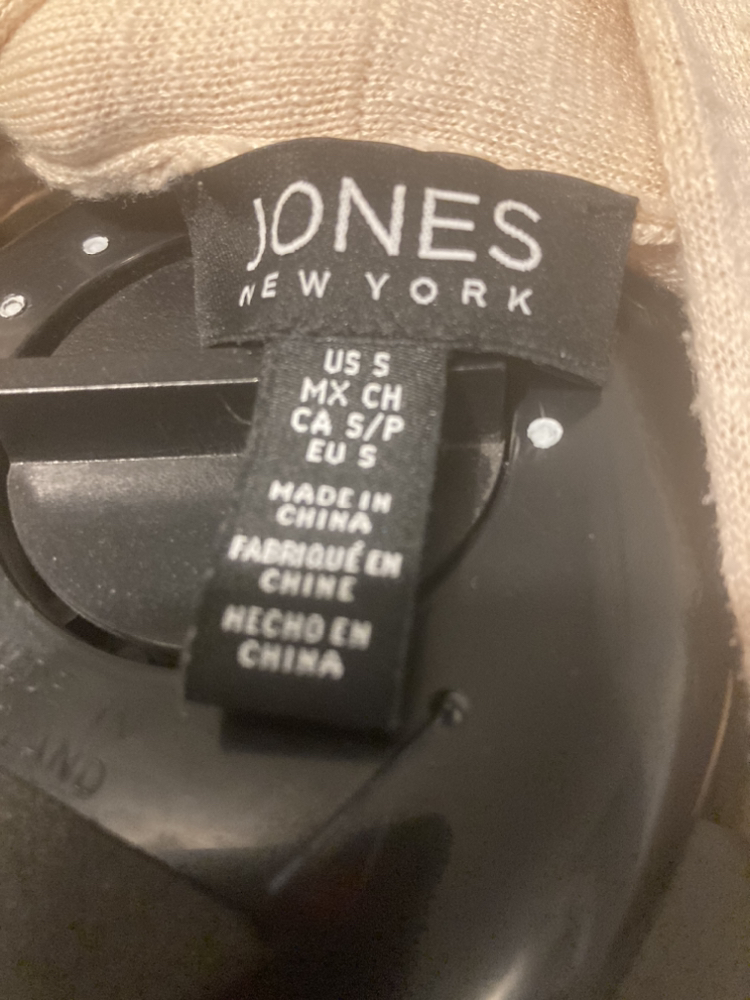 JONES
NEW YORK
US S
MX CH
CA S/P
EU S
MADE IN
CHINA
FABRIQUÉ EN
CHINE
HECHO EN
CHINA